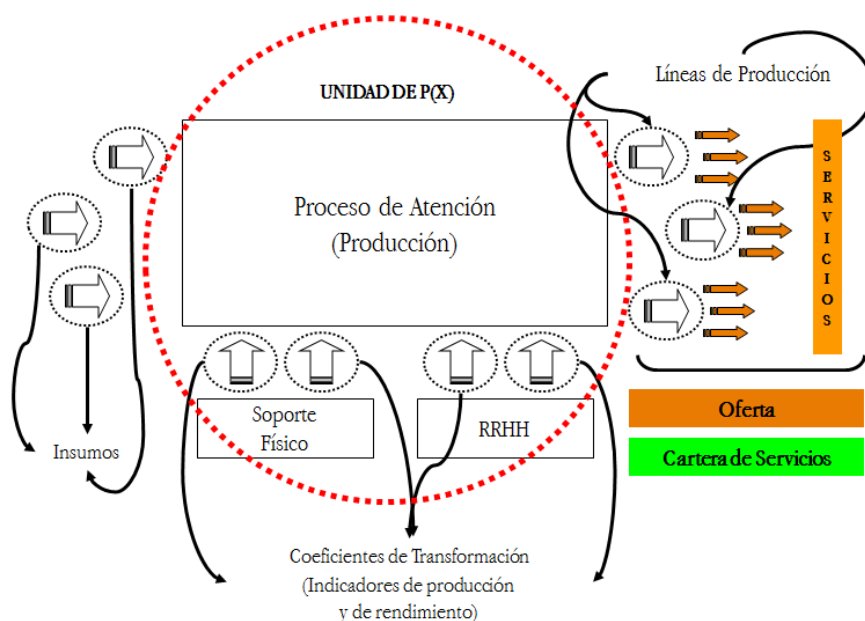 Líneas de Producción
UNIDAD DE P(X)
Proceso de Atención
(Producción)
SERVICIOS
Soporte
Físico
RRHH
Oferta
Cartera de Servicios
Insumos
Coeficientes de Transformación
(Indicadores de producción
y de rendimiento)